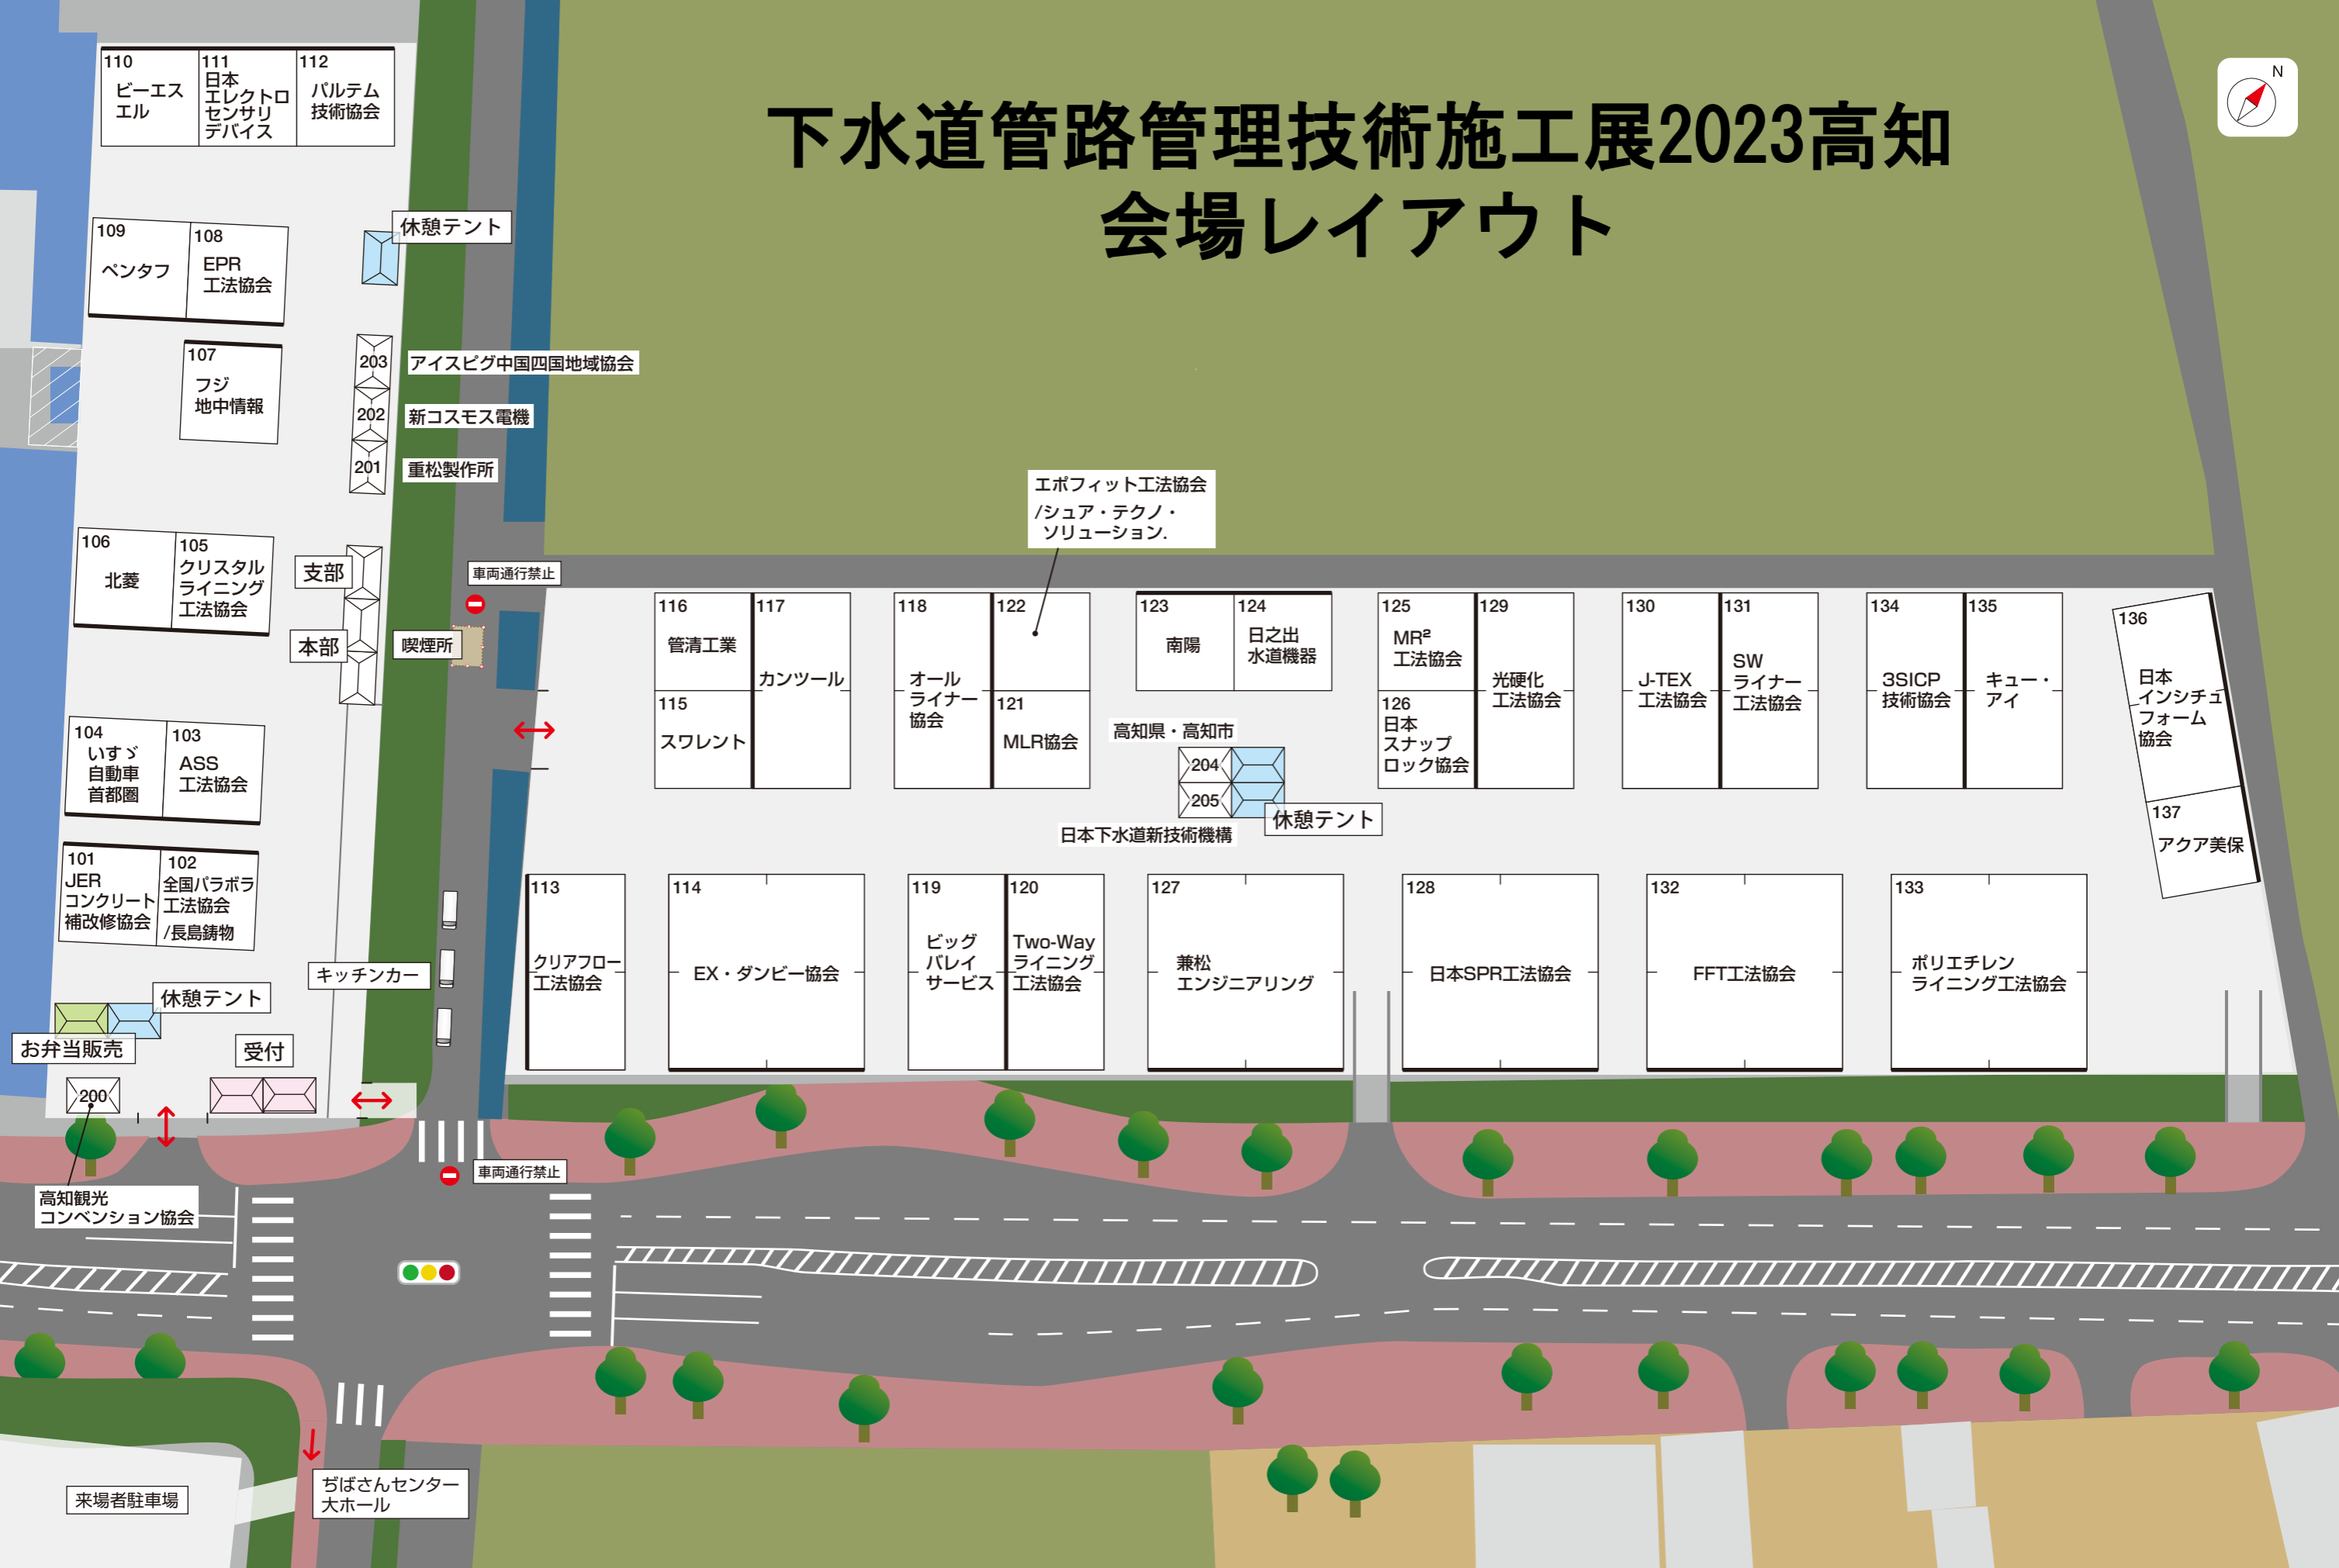 下水道管路管理技術施工展2023高知
会場レイアウト
N
110
ビーエス
エル
111
日本
エレクトロ
センサリ
デバイス
112
パルテム
技術協会
109
ペンタフ
108
EPR
工法協会
休憩テント
107
フジ
地中情報
203
アイスピグ中国四国地域協会
202
新コスモス電機
201
重松製作所
106
北菱
105
クリスタル
ライニング
工法協会
支部
本部
喫煙所
車両通行禁止
104
いすゞ
自動車
首都圏
103
ASS
工法協会
101
JER
コンクリート
補改修協会
102
全国パラボラ
工法協会
/長島鋳物
キッチンカー
休憩テント
お弁当販売
受付
200
高知観光
コンベンション協会
エポフィット工法協会
/シュア・テクノ・
ソリューション.
116
管清工業
117
カンツール
115
スワレント
118
オール
ライナー
協会
122
121
MLR協会
123
南陽
124
日之出
水道機器
高知県・高知市
204
205
休憩テント
日本下水道新技術機構
125
MR²
工法協会
126
日本
スナップ
ロック協会
129
光硬化
工法協会
130
J-TEX
工法協会
131
SW
ライナー
工法協会
134
3SICP
技術協会
135
キュー・
アイ
136
日本
インシチュ
フォーム
協会
137
アクア美保
113
クリアフロー
工法協会
114
EX・ダンビー協会
119
ビッグ
バレイ
サービス
120
Two-Way
ライニング
工法協会
127
兼松
エンジニアリング
128
日本SPR工法協会
132
FFT工法協会
133
ポリエチレン
ライニング工法協会
車両通行禁止
来場者駐車場
ぢばさんセンター
大ホール